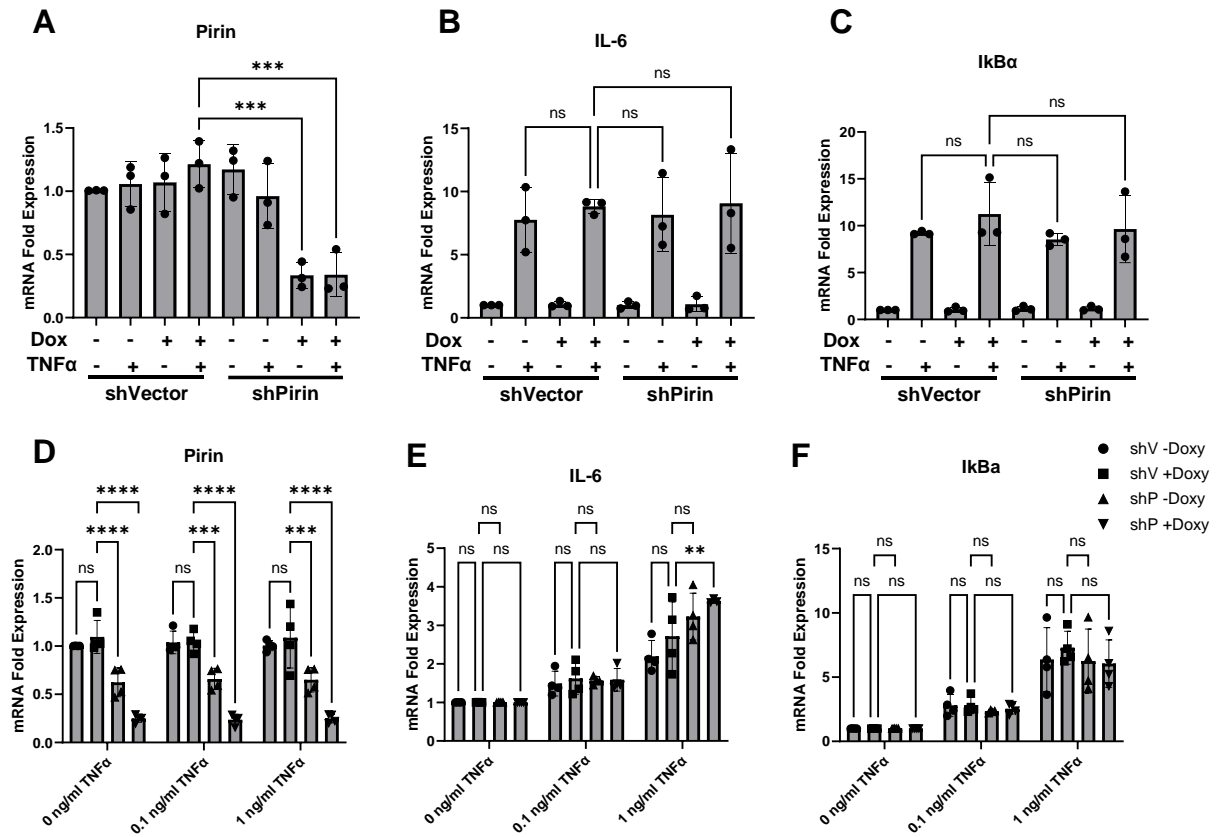 A
Pirin
***
***
mRNA Fold Expression
1.5
1.0
0.5
0.0
Dox - - + + - - + +
TNFα - + - + - + - +
shVector shPirin
B
IL-6
ns
ns ns
mRNA Fold Expression
15
10
5
0
Dox - - + + - - + +
TNFα - + - + - + - +
shVector shPirin
C
IkBα
ns
ns ns
mRNA Fold Expression
20
15
10
5
0
Dox - - + + - - + +
TNFα - + - + - + - +
shVector shPirin
D
Pirin
**** **** ****
**** *** ***
ns ns ns
mRNA Fold Expression
2.0
1.5
1.0
0.5
0.0
0 ng/ml TNFα
0.1 ng/ml TNFα
1 ng/ml TNFα
E
IL-6
ns ns ns
ns ns ns ns ns **
mRNA Fold Expression
5
4
3
2
1
0
0 ng/ml TNFα
0.1 ng/ml TNFα
1 ng/ml TNFα
F
IkBa
ns ns ns
ns ns ns ns ns ns
mRNA Fold Expression
15
10
5
0
0 ng/ml TNFα
0.1 ng/ml TNFα
1 ng/ml TNFα
shV -Doxy
shV +Doxy
shP -Doxy
shP +Doxy